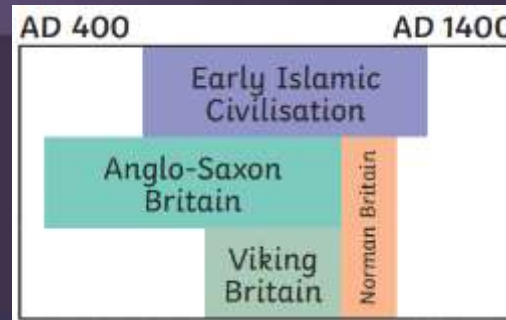 AD 400 AD 1400
Early Islamic
Civilisation
Anglo-Saxon
Britain
Norman Britain
Viking
Britain